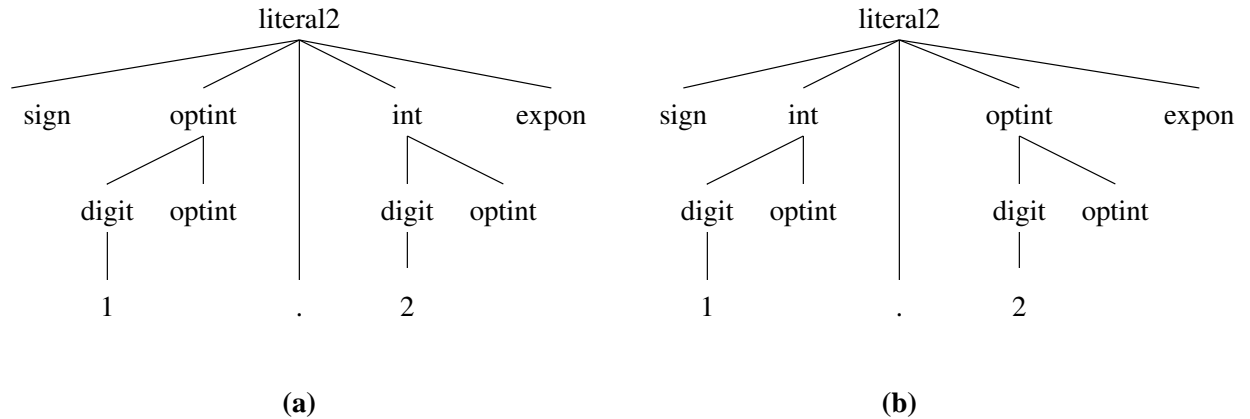 literal2 literal2
sign optint int expon sign int optint expon
digit optint digit optint digit optint digit optint
1 . 2 1 . 2
(a) (b)